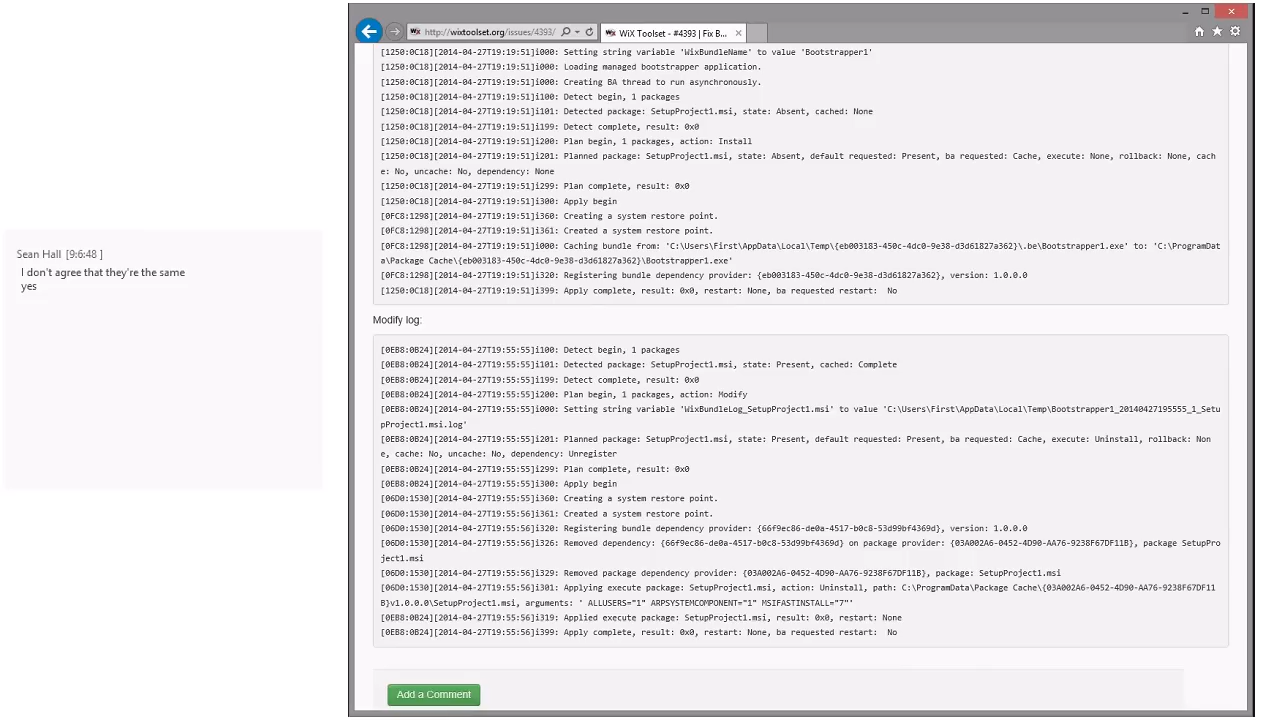 Sean Hall [9:6:48 ]
I don't agree that they're the same
yes
http://wixtoolset.org/issues/4393/
WiX Toolset - #4393 | Fix B...
[1250:0C18][2014-04-27T19:19:51]i000: Setting string variable 'WixBundleName' to value 'Bootstrapper1'
[1250:0C18][2014-04-27T19:19:51]i000: Loading managed bootstrapper application.
[1250:0C18][2014-04-27T19:19:51]i000: Creating BA thread to run asynchronously.
[1250:0C18][2014-04-27T19:19:51]i100: Detect begin, 1 packages
[1250:0C18][2014-04-27T19:19:51]i101: Detected package: SetupProject1.msi, state: Absent, cached: None
[1250:0C18][2014-04-27T19:19:51]i199: Detect complete, result: 0x0
[1250:0C18][2014-04-27T19:19:51]i200: Plan begin, 1 packages, action: Install
[1250:0C18][2014-04-27T19:19:51]i201: Planned package: SetupProject1.msi, state: Absent, default requested: Present, ba requested: Cache, execute: None, rollback: None, cach
e: No, uncache: No, dependency: None
[1250:0C18][2014-04-27T19:19:51]i299: Plan complete, result: 0x0
[1250:0C18][2014-04-27T19:19:51]i300: Apply begin
[0FC8:1298][2014-04-27T19:19:51]i360: Creating a system restore point.
[0FC8:1298][2014-04-27T19:19:51]i361: Created a system restore point.
[0FC8:1298][2014-04-27T19:19:51]i000: Caching bundle from: 'C:\Users\First\AppData\Local\Temp\{eb003183-450c-4dc0-9e38-d3d61827a362}\.be\Bootstrapper1.exe' to: 'C:\ProgramDat
a\Package Cache\{eb003183-450c-4dc0-9e38-d3d61827a362}\Bootstrapper1.exe'
[0FC8:1298][2014-04-27T19:19:51]i320: Registering bundle dependency provider: {eb003183-450c-4dc0-9e38-d3d61827a362}, version: 1.0.0.0
[1250:0C18][2014-04-27T19:19:51]i399: Apply complete, result: 0x0, restart: None, ba requested restart:  No
Modify log:
[0EB8:0B24][2014-04-27T19:55:55]i100: Detect begin, 1 packages
[0EB8:0B24][2014-04-27T19:55:55]i101: Detected package: SetupProject1.msi, state: Present, cached: Complete
[0EB8:0B24][2014-04-27T19:55:55]i199: Detect complete, result: 0x0
[0EB8:0B24][2014-04-27T19:55:55]i200: Plan begin, 1 packages, action: Modify
[0EB8:0B24][2014-04-27T19:55:55]i000: Setting string variable 'WixBundleLog_SetupProject1.msi' to value 'C:\Users\First\AppData\Local\Temp\Bootstrapper1_20140427195555_1_Setu
pProject1.msi.log'
[0EB8:0B24][2014-04-27T19:55:55]i201: Planned package: SetupProject1.msi, state: Present, default requested: Present, ba requested: Cache, execute: Uninstall, rollback: Non
e, cache: No, uncache: No, dependency: Unregister
[0EB8:0B24][2014-04-27T19:55:55]i299: Plan complete, result: 0x0
[0EB8:0B24][2014-04-27T19:55:55]i300: Apply begin
[06D0:1530][2014-04-27T19:55:55]i360: Creating a system restore point.
[06D0:1530][2014-04-27T19:55:56]i361: Created a system restore point.
[06D0:1530][2014-04-27T19:55:56]i320: Registering bundle dependency provider: {66f9ec86-de0a-4517-b0c8-53d99bf4369d}, version: 1.0.0.0
[06D0:1530][2014-04-27T19:55:56]i326: Removed dependency: {66f9ec86-de0a-4517-b0c8-53d99bf4369d} on package provider: {03A002A6-0452-4D90-AA76-9238F67DF11B}, package SetupPro
ject1.msi
[06D0:1530][2014-04-27T19:55:56]i329: Removed package dependency provider: {03A002A6-0452-4D90-AA76-9238F67DF11B}, package: SetupProject1.msi
[06D0:1530][2014-04-27T19:55:56]i301: Applying execute package: SetupProject1.msi, action: Uninstall, path: C:\ProgramData\Package Cache\{03A002A6-0452-4D90-AA76-9238F67DF11
B}v1.0.0.0\SetupProject1.msi, arguments: ' ALLUSERS="1" ARPSYSTEMCOMPONENT="1" MSIFASTINSTALL="7"'
[0EB8:0B24][2014-04-27T19:55:56]i319: Applied execute package: SetupProject1.msi, result: 0x0, restart: None
[0EB8:0B24][2014-04-27T19:55:56]i399: Apply complete, result: 0x0, restart: None, ba requested restart:  No
Add a Comment